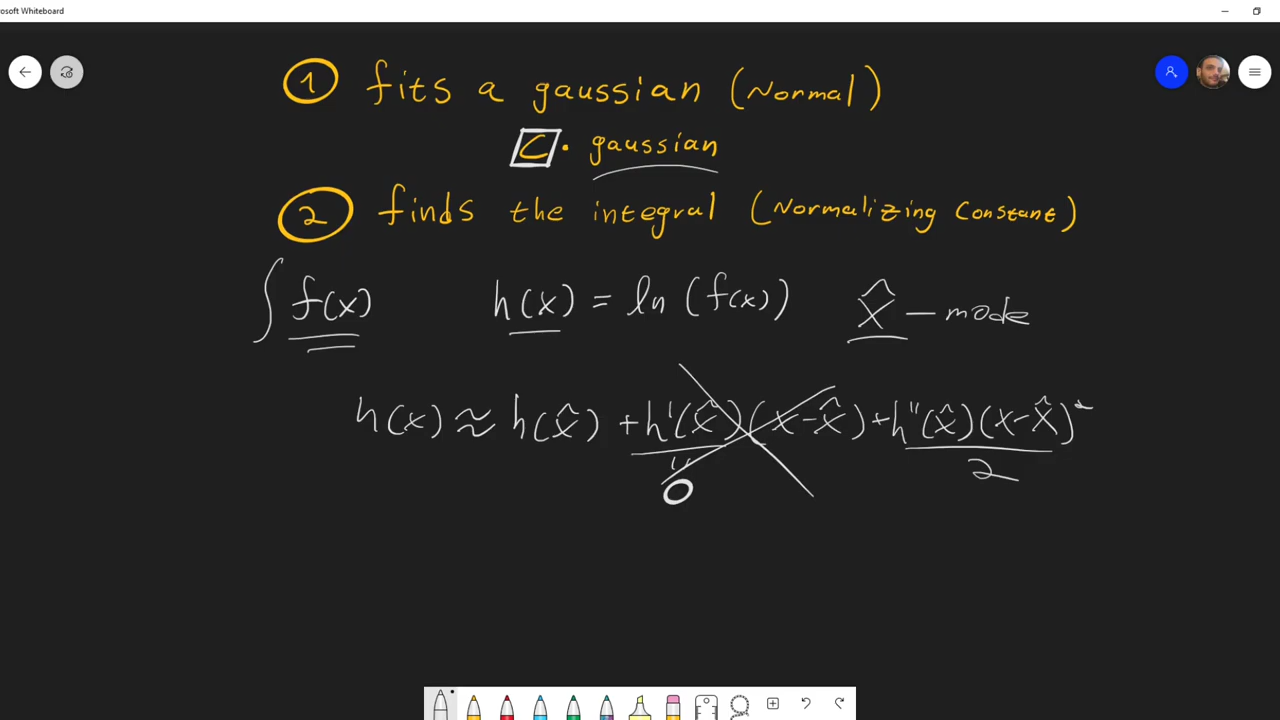 osoft Whiteboard
1 fits a gaussian (Normal)
C · gaussian
2 finds the integral (Normalizing Constant)
∫ f(x) h(x) = ln (f(x)) x̂ — mode
h(x) ≈ h(x̂) + h'(x̂)(x-x̂) + h''(x̂)(x-x̂)²
" 2
0